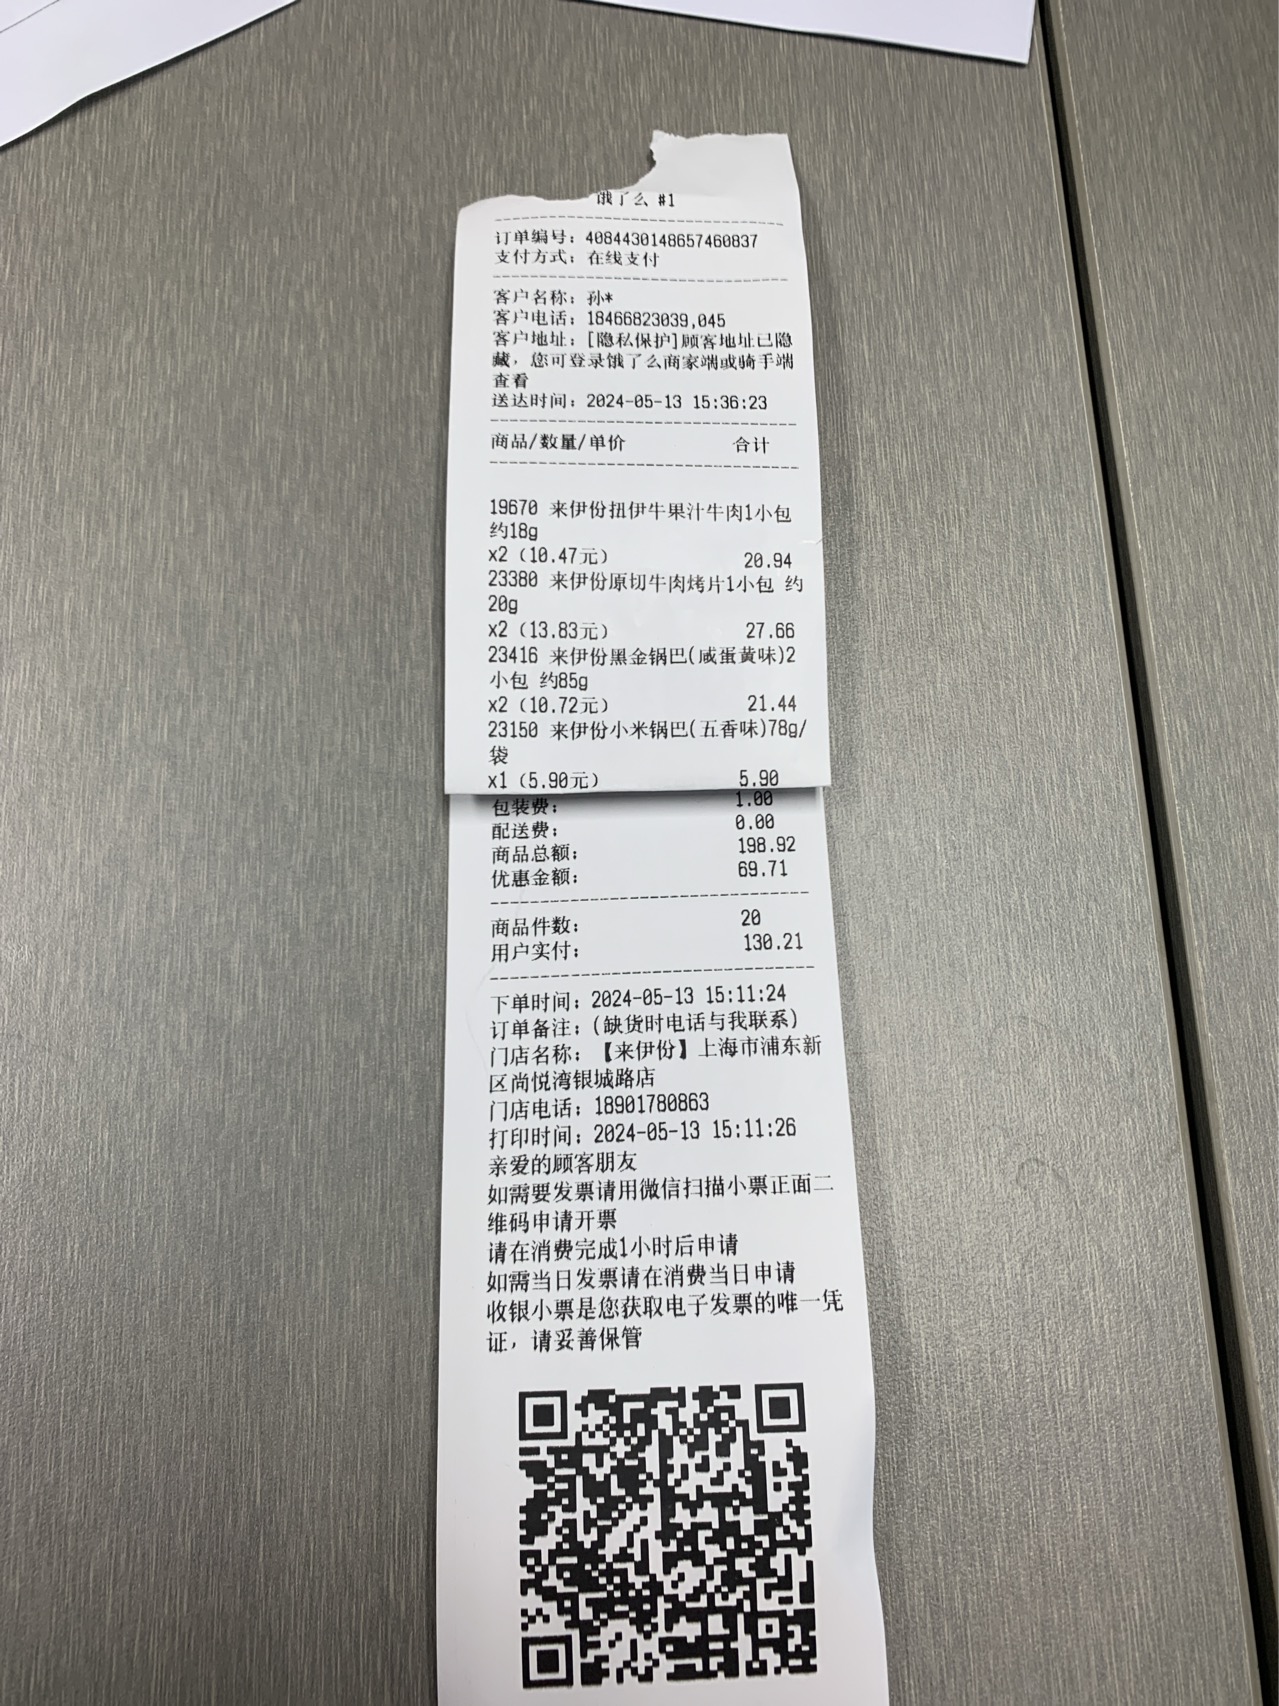 饿了么 #1
订单编号：4084430148657460837
支付方式：在线支付
客户名称：孙*
客户电话：18466823039,045
客户地址：[隐私保护]顾客地址已隐
藏，您可登录饿了么商家端或骑手端
查看
送达时间：2024-05-13 15:36:23
商品/数量/单价 合计
19670 来伊份扭伊牛果汁牛肉1小包
约18g
x2（10.47元） 20.94
23380 来伊份原切牛肉烤片1小包 约
20g
x2（13.83元） 27.66
23416 来伊份黑金锅巴(咸蛋黄味)2
小包 约85g
x2（10.72元） 21.44
23150 来伊份小米锅巴(五香味)78g/
袋
x1（5.90元） 5.90
包装费： 1.00
配送费： 0.00
商品总额： 198.92
优惠金额： 69.71
商品件数： 20
用户实付： 130.21
下单时间：2024-05-13 15:11:24
订单备注：(缺货时电话与我联系)
门店名称：【来伊份】上海市浦东新
区尚悦湾银城路店
门店电话：18901780863
打印时间：2024-05-13 15:11:26
亲爱的顾客朋友
如需要发票请用微信扫描小票正面二
维码申请开票
请在消费完成1小时后申请
如需当日发票请在消费当日申请
收银小票是您获取电子发票的唯一凭
证，请妥善保管